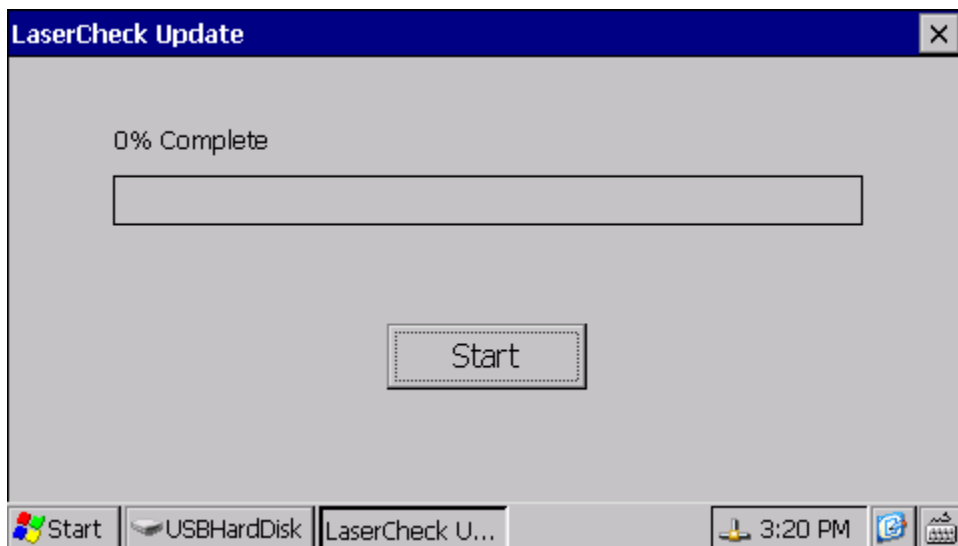 LaserCheck Update
0% Complete
Start
Start USBHardDisk LaserCheck U... 3:20 PM